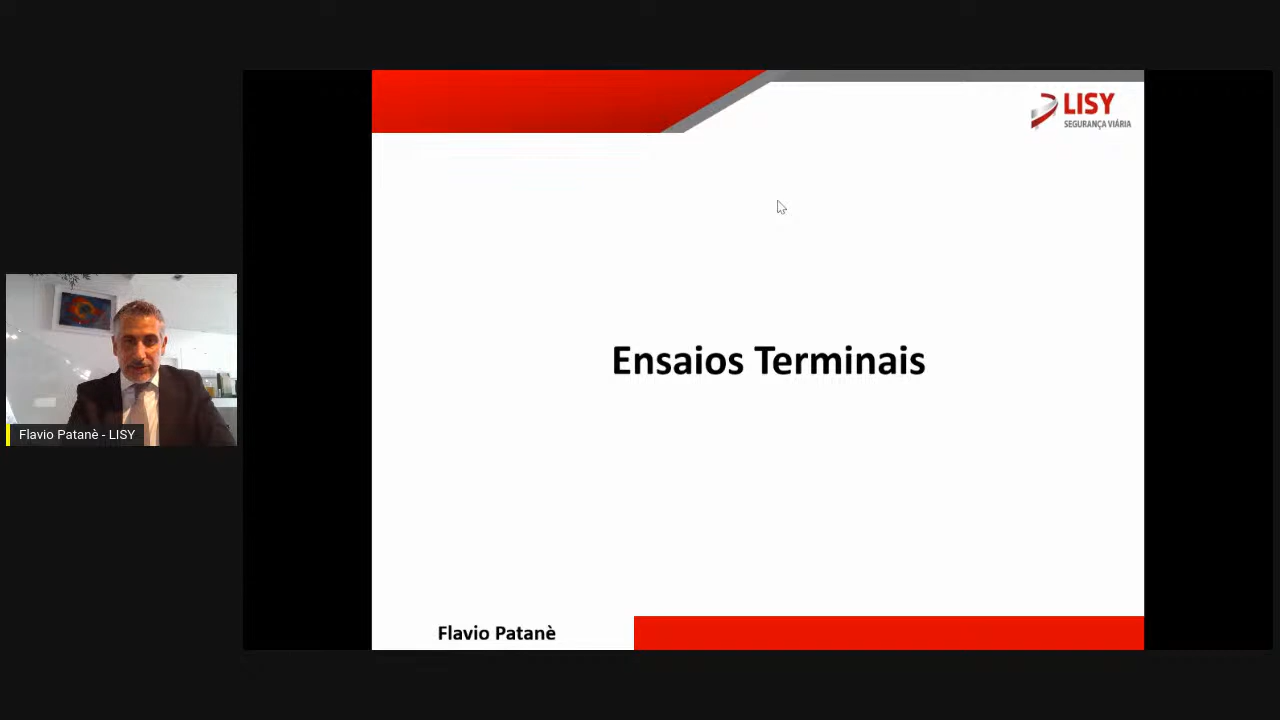 LISY
SEGURANÇA VIÁRIA
Ensaios Terminais
Flavio Patanè - LISY
Flavio Patanè